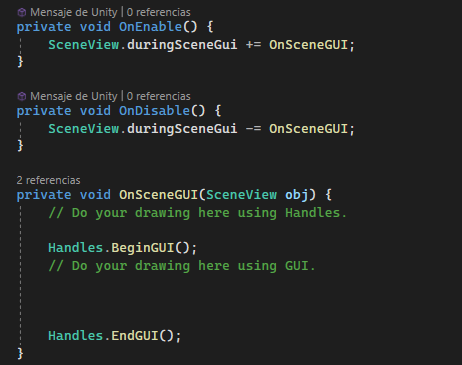 Mensaje de Unity | 0 referencias
private void OnEnable() {
    SceneView.duringSceneGui += OnSceneGUI;
}
Mensaje de Unity | 0 referencias
private void OnDisable() {
    SceneView.duringSceneGui -= OnSceneGUI;
}
2 referencias
private void OnSceneGUI(SceneView obj) {
    // Do your drawing here using Handles.
    Handles.BeginGUI();
    // Do your drawing here using GUI.
    Handles.EndGUI();
}